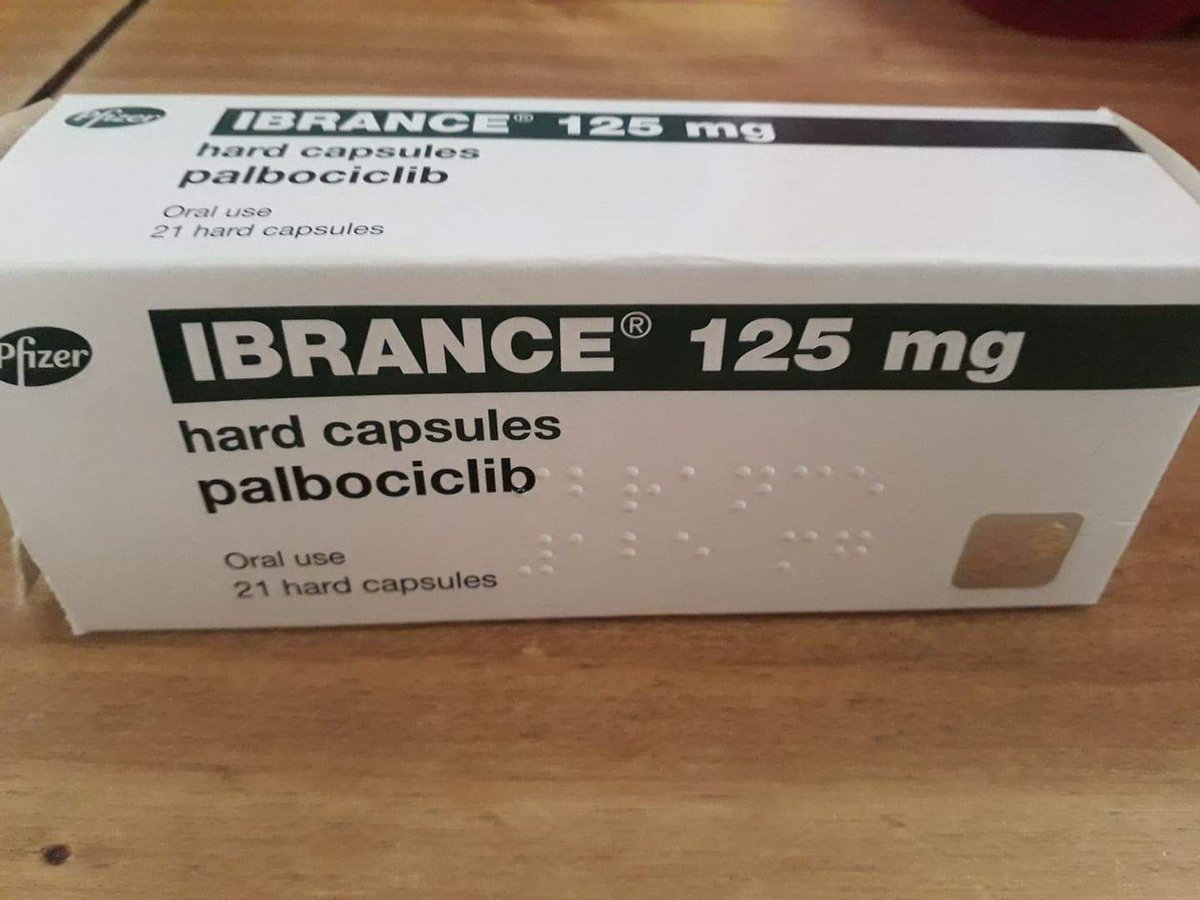 Pfizer
IBRANCE® 125 mg
hard capsules
palbociclib
Oral use
21 hard capsules
Pfizer
IBRANCE® 125 mg
hard capsules
palbociclib
Oral use
21 hard capsules